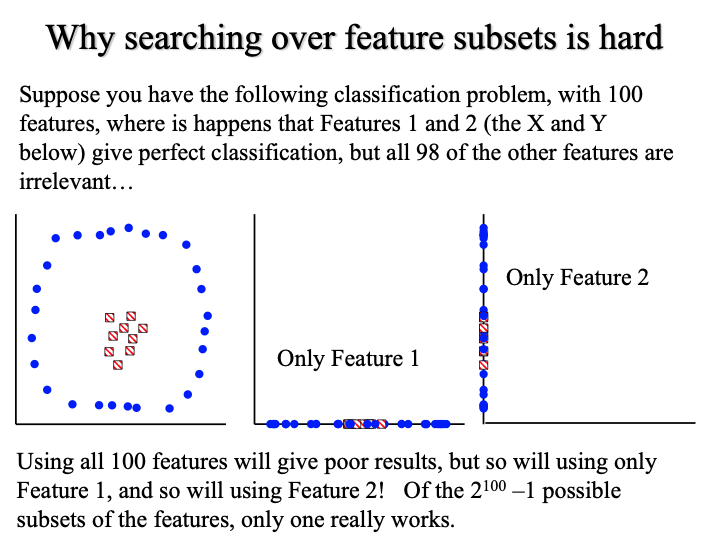 Why searching over feature subsets is hard
Suppose you have the following classification problem, with 100
features, where is happens that Features 1 and 2 (the X and Y
below) give perfect classification, but all 98 of the other features are
irrelevant…
Only Feature 2
Only Feature 1
Using all 100 features will give poor results, but so will using only
Feature 1, and so will using Feature 2! Of the 2¹⁰⁰ –1 possible
subsets of the features, only one really works.